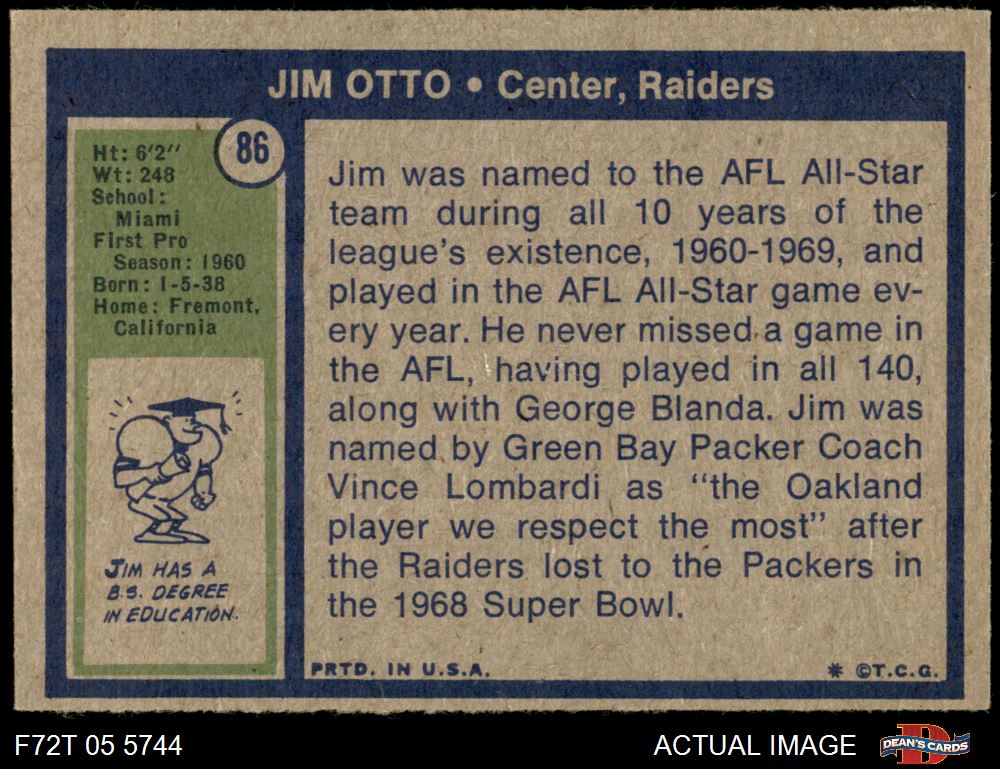 JIM OTTO • Center, Raiders
86
Ht: 6'2"
Wt: 248
School:
Miami
First Pro
Season: 1960
Born: 1-5-38
Home: Fremont,
California
JIM HAS A
B.S. DEGREE
IN EDUCATION.
Jim was named to the AFL All-Star
team during all 10 years of the
league's existence, 1960-1969, and
played in the AFL All-Star game ev-
ery year. He never missed a game in
the AFL, having played in all 140,
along with George Blanda. Jim was
named by Green Bay Packer Coach
Vince Lombardi as "the Oakland
player we respect the most" after
the Raiders lost to the Packers in
the 1968 Super Bowl.
PRTD. IN U.S.A.
* ©T.C.G.
F72T 05 5744
ACTUAL IMAGE
B
DEAN'S CARDS